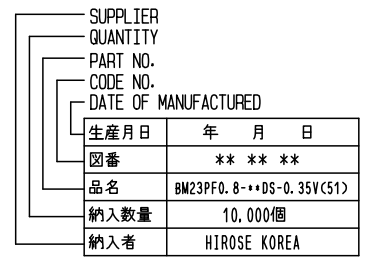 SUPPLIER
QUANTITY
PART NO.
CODE NO.
DATE OF MANUFACTURED
生産月日 年 月 日
図番 ** ** **
品名 BM23PF0.8-**DS-0.35V(51)
納入数量 10,000個
納入者 HIROSE KOREA